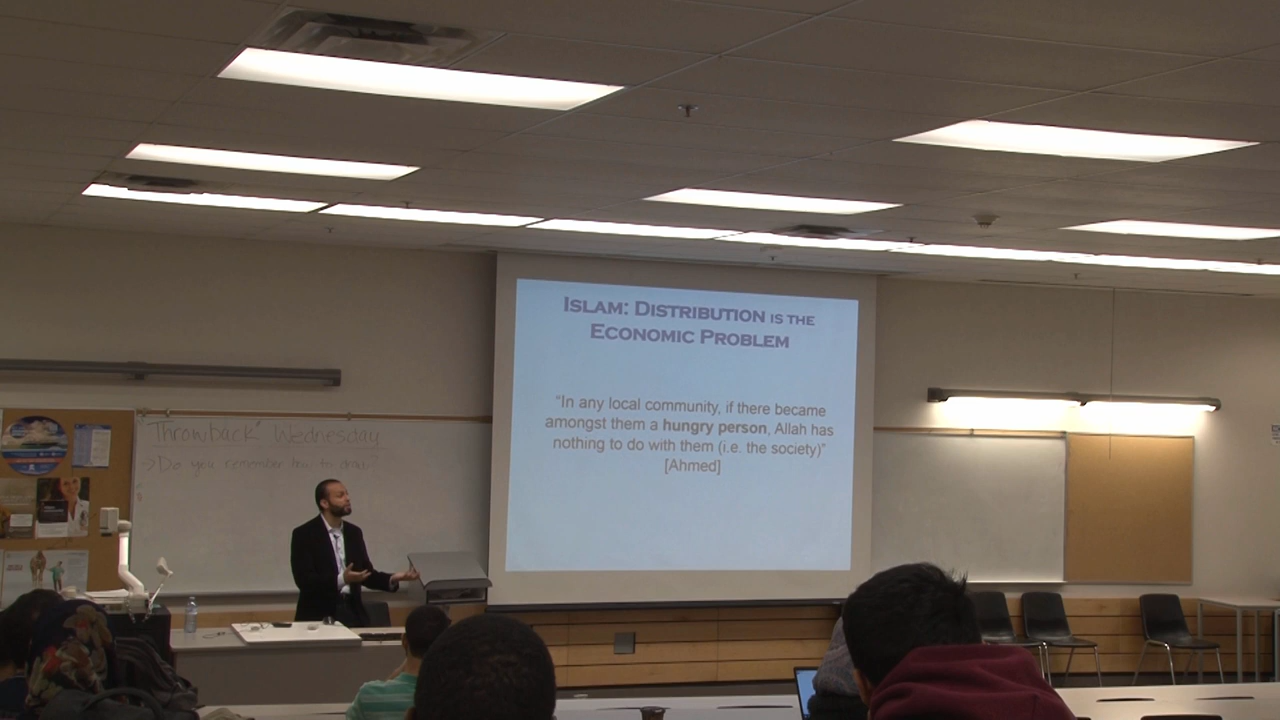 ISLAM: DISTRIBUTION IS THE
ECONOMIC PROBLEM
"In any local community, if there became
amongst them a hungry person, Allah has
nothing to do with them (i.e. the society)"
[Ahmed]
"Throwback" Wednesday
→ Do you remember how to draw